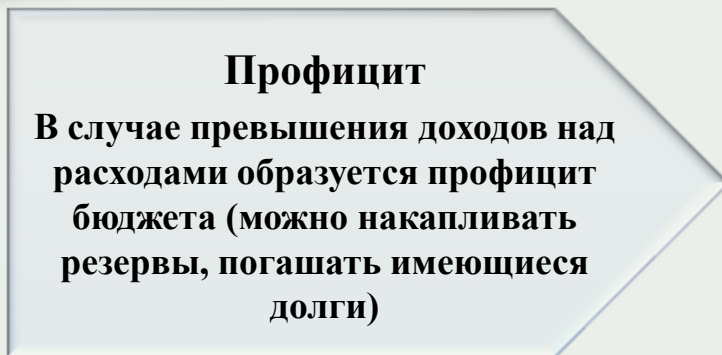 Профицит
В случае превышения доходов над
расходами образуется профицит
бюджета (можно накапливать
резервы, погашать имеющиеся
долги)